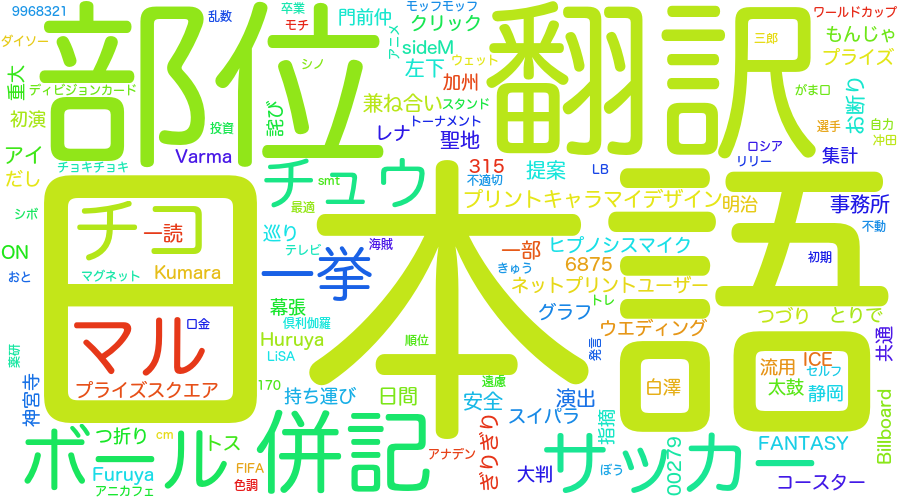 9968321
乱数
卒業
モチ
門前仲
モッフモッフ
クリック
アニメ
sideM
ウェット
ワールドカップ
もんじゃ
プライズ
三郎
ダイソー
部位
翻訳
重大
ディビジョンカード
シノ
左下
加州
がま口
お断り
初演
投資
詫び
兼ね合い
スタンド
トーナメント
選手
自力
沖田
アイ
チョキチョキ
Varma
レナ
聖地
ロシア
リリー
集計
だし
チュウ
smt
315
不適切
提案
LB
日本語
五
シボ
チコ
一読
最適
プリントキャラマイデザイン
明治
事務所
不動
ON
巡り
テレビ
海賊
一部
ヒプノシスマイク
初期
おと
マグネット
Kumara
一挙
きゅう
6875
ネットプリントユーザー
トレ
幕張
倶利伽羅
グラフ
つづり
とりで
マル
口金
Huruya
順位
発言
ウエディング
共通
薬研
LiSA
ICE
流用
セルフ
神宮寺
プライズスクエア
170
遠慮
白澤
太鼓
静岡
持ち運び
日間
安全
演出
Billboard
ボール
つ折り
トス
併記
ぎりぎり
スイパラ
指摘
cm
サッカー
FANTASY
Furuya
FIFA
アナデン
大判
ぼう
00279
コースター
アニカフェ
色調